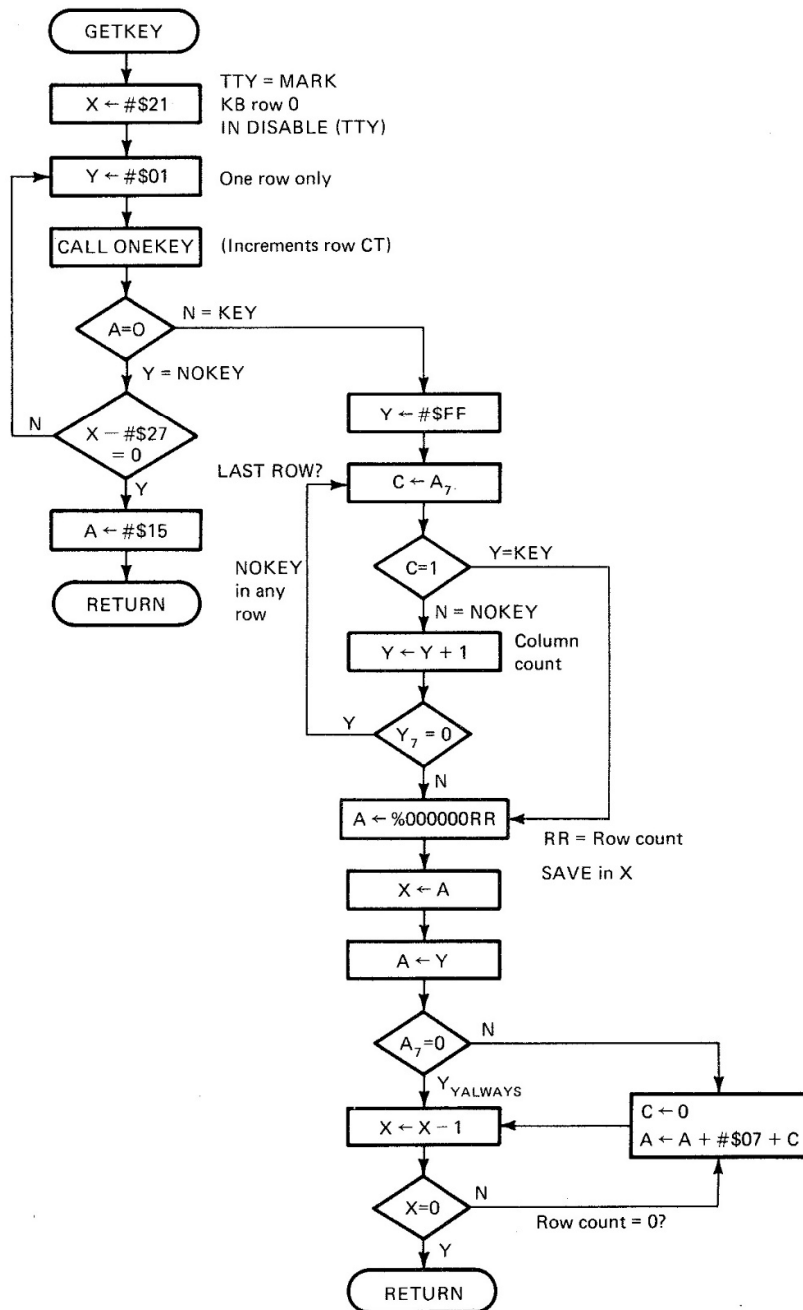 GETKEY
X ← #$21
TTY = MARK
KB row 0
IN DISABLE (TTY)
Y ← #$01
One row only
CALL ONEKEY
(Increments row CT)
A=O
N = KEY
Y = NOKEY
X – #$27
= 0
N
Y
A ← #$15
RETURN
Y ← #$FF
LAST ROW?
C ← A₇
C=1
Y=KEY
NOKEY
in any
row
N = NOKEY
Y ← Y + 1
Column
count
Y₇ = 0
Y
N
A ← %000000RR
RR = Row count
SAVE in X
X ← A
A ← Y
A₇=0
N
Y YALWAYS
X ← X – 1
C ← 0
A ← A + #$07 + C
X=0
N
Row count = 0?
Y
RETURN